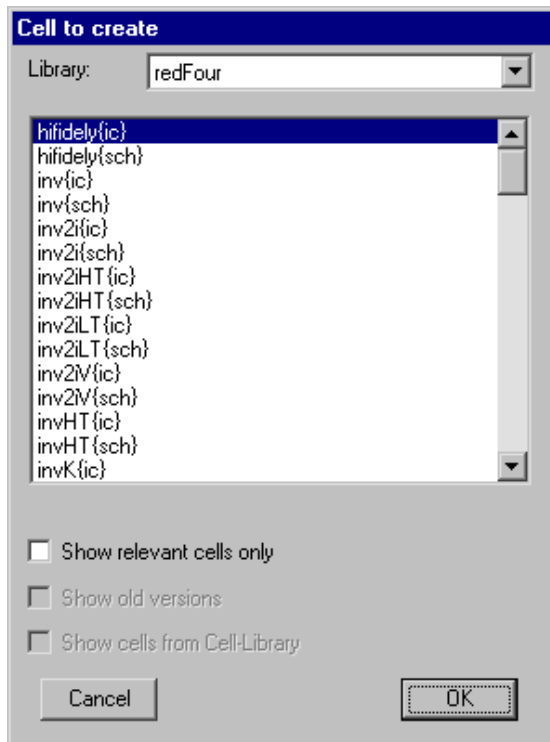 Cell to create
Library: redFour
hifidely{ic}
hifidely{sch}
inv{ic}
inv{sch}
inv2i{ic}
inv2i{sch}
inv2iHT{ic}
inv2iHT{sch}
inv2iLT{ic}
inv2iLT{sch}
inv2V{ic}
inv2V{sch}
invHT{ic}
invHT{sch}
invK{ic}
Show relevant cells only
Show old versions
Show cells from Cell-Library
Cancel OK